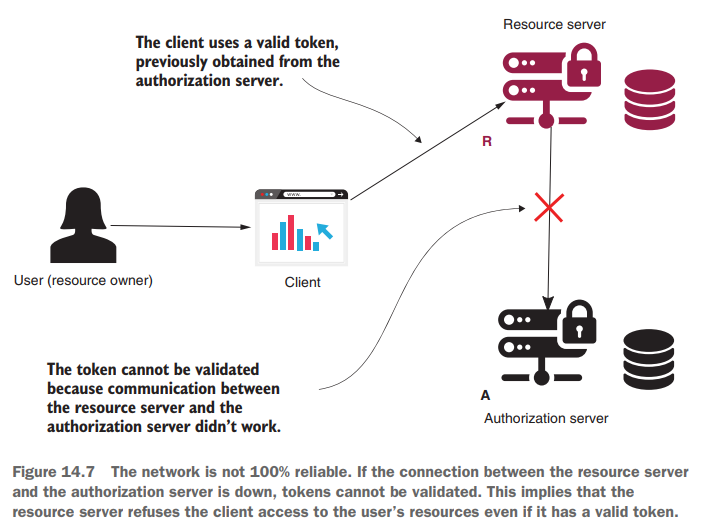 Resource server
The client uses a valid token,
previously obtained from the
authorization server.
R
www.
User (resource owner)
Client
The token cannot be validated
because communication between
the resource server and the
authorization server didn't work.
A
Authorization server
Figure 14.7 The network is not 100% reliable. If the connection between the resource server
and the authorization server is down, tokens cannot be validated. This implies that the
resource server refuses the client access to the user's resources even if it has a valid token.